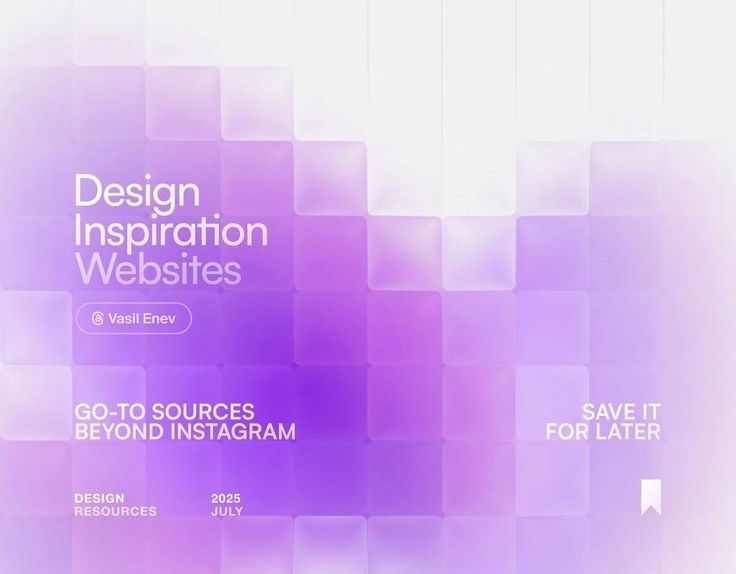 Design
Inspiration
Websites
Vasil Enev
GO-TO SOURCES
BEYOND INSTAGRAM
SAVE IT
FOR LATER
DESIGN
RESOURCES
2025
JULY